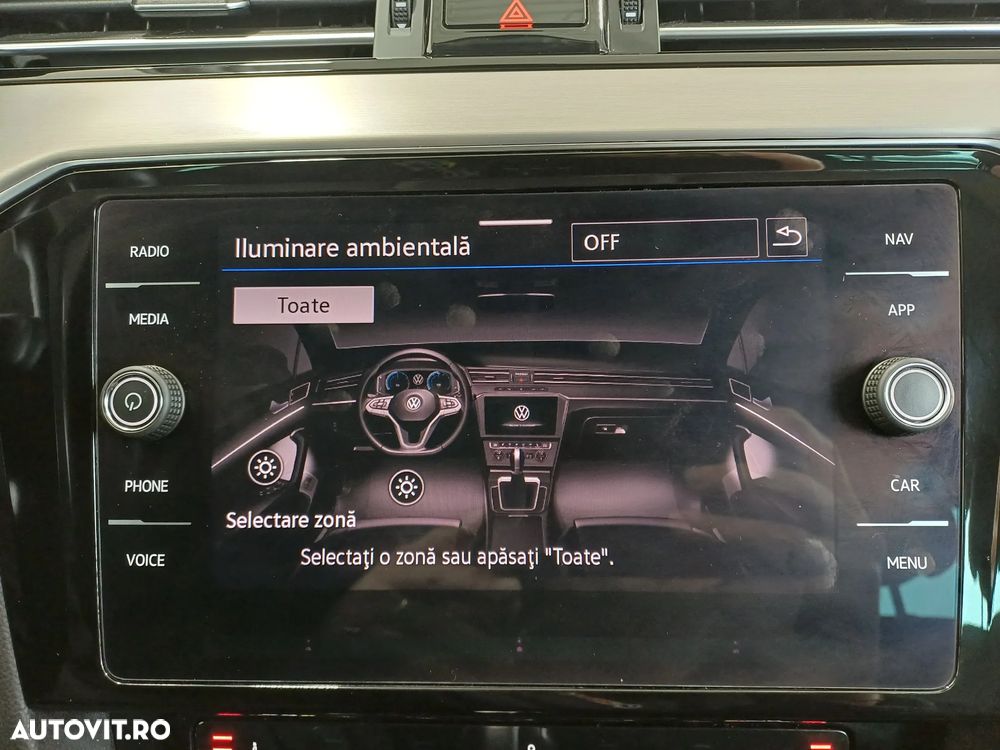 RADIO
MEDIA
PHONE
VOICE
Iluminare ambientală
OFF
Toate
Selectare zonă
Selectaţi o zonă sau apăsaţi "Toate".
NAV
APP
CAR
MENU
AUTOVIT.RO